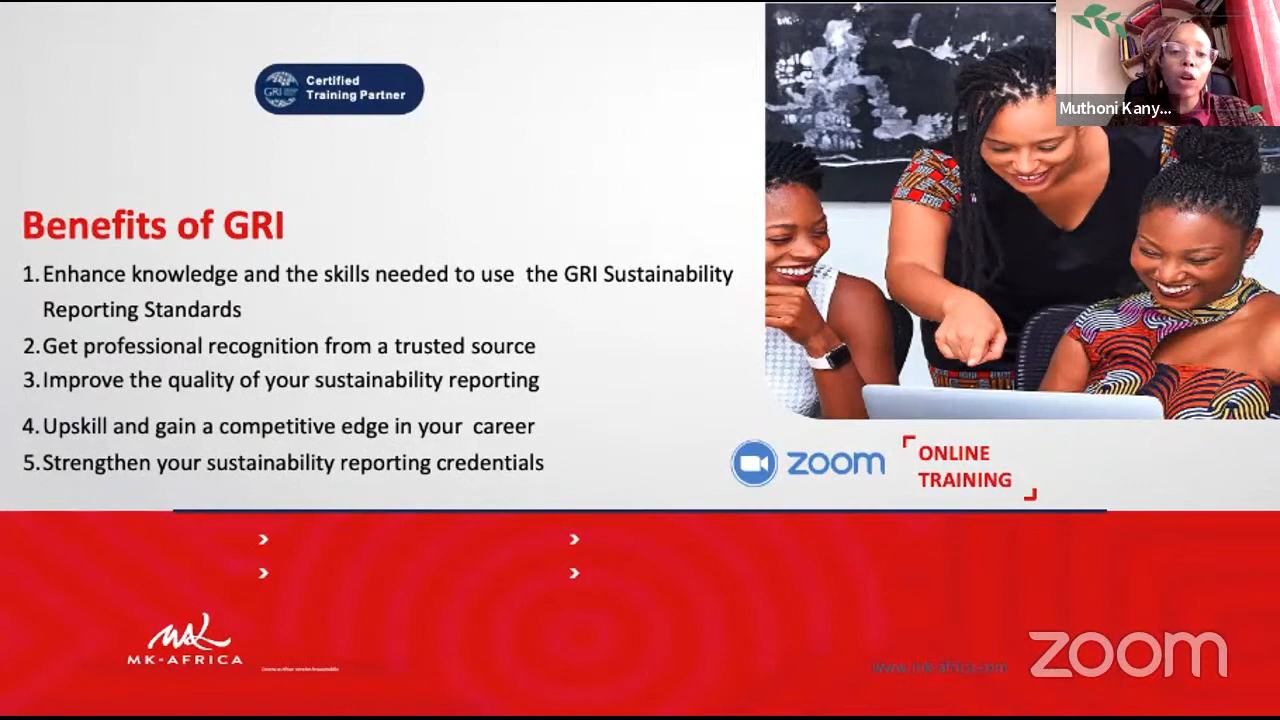 GRI
Certified
Training Partner
Muthoni Kany...
Benefits of GRI
1. Enhance knowledge and the skills needed to use the GRI Sustainability
Reporting Standards
2. Get professional recognition from a trusted source
3. Improve the quality of your sustainability reporting
4. Upskill and gain a competitive edge in your career
5. Strengthen your sustainability reporting credentials
zoom
ONLINE
TRAINING
MK-AFRICA
www.mk-africa.com
zoom